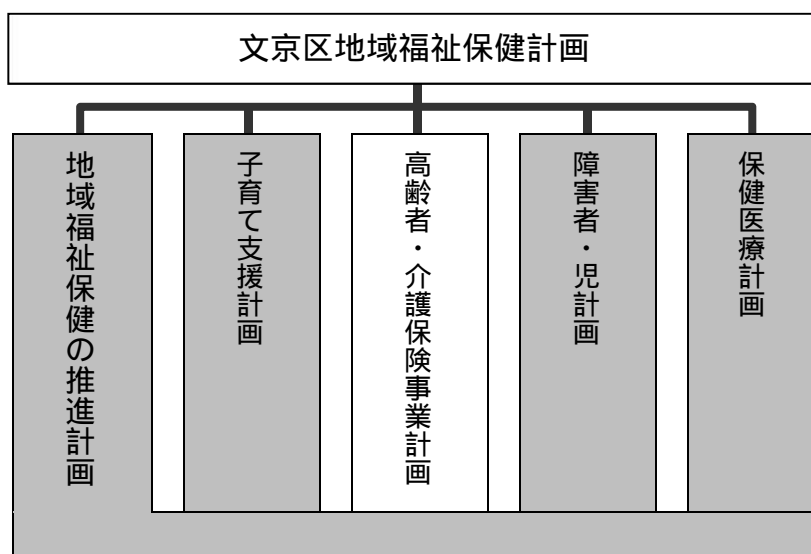 文京区地域福祉保健計画
地域福祉保健の推進計画
子育て支援計画
高齢者・介護保険事業計画
障害者・児計画
保健医療計画